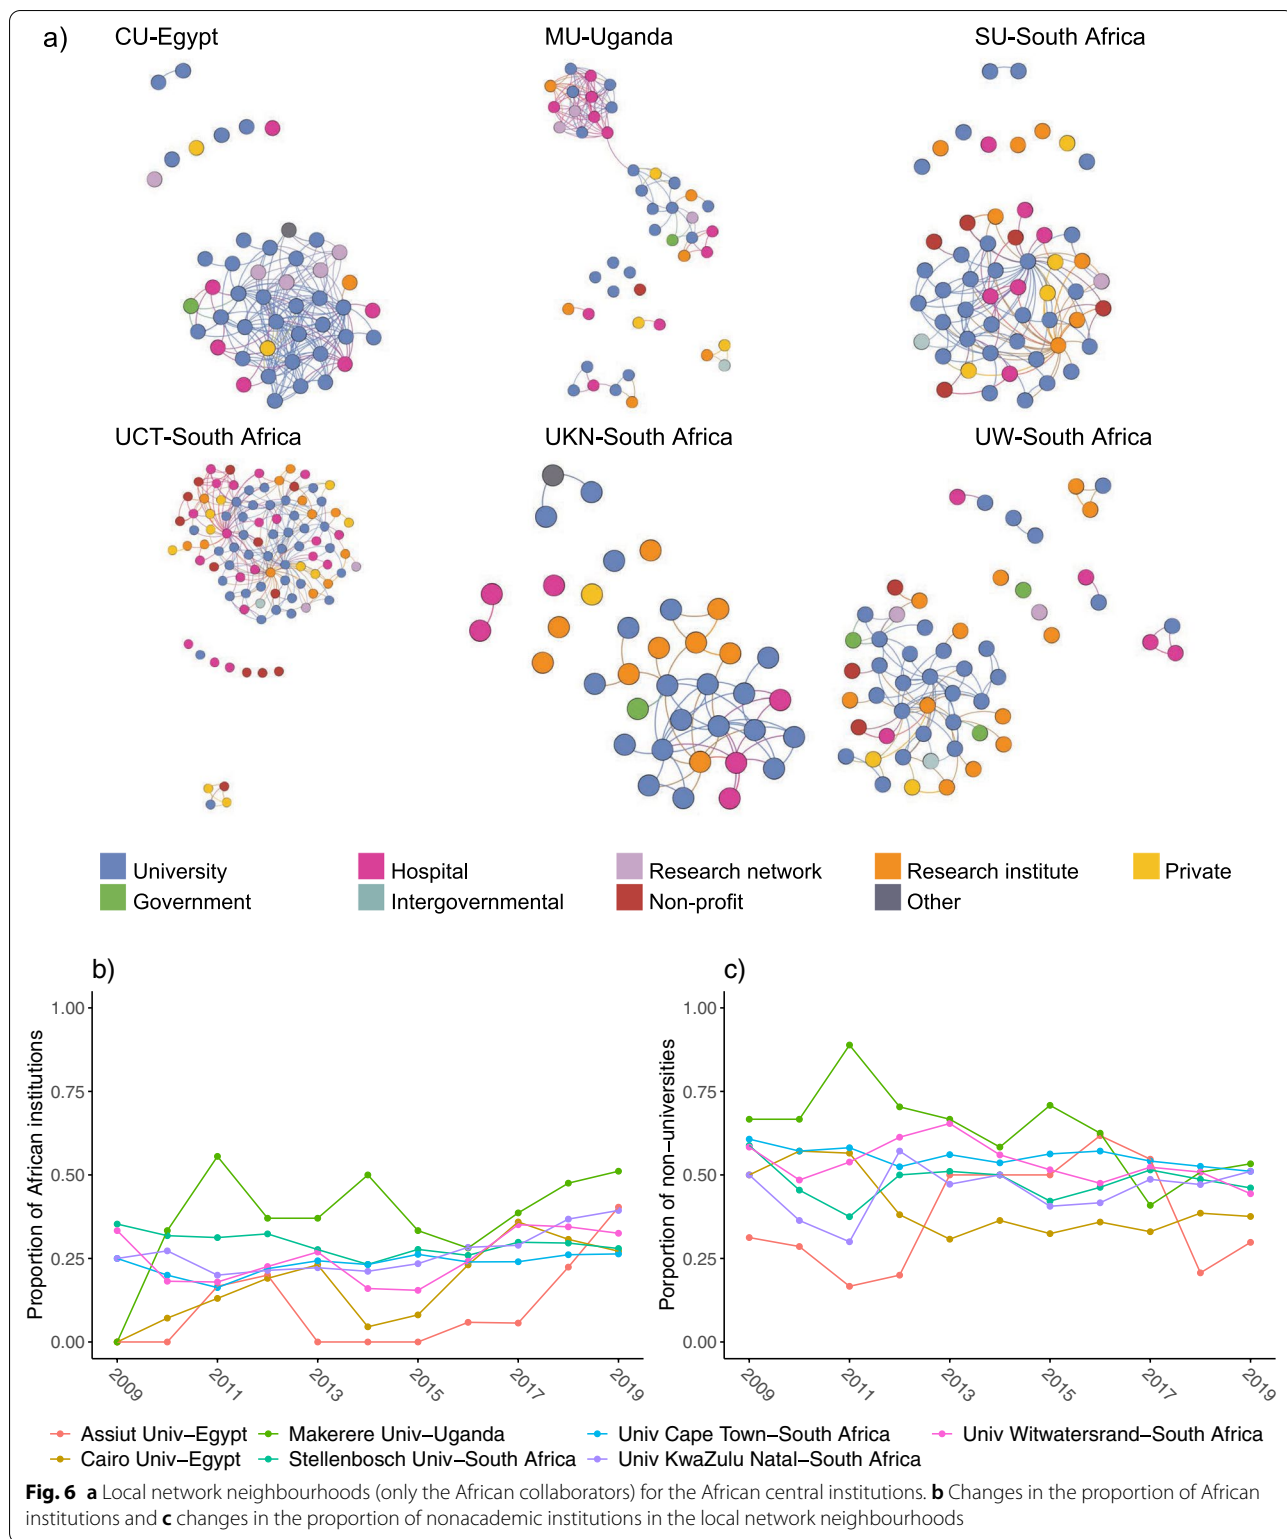 a)
CU-Egypt
MU-Uganda
SU-South Africa
UCT-South Africa
UKN-South Africa
UW-South Africa
University
Hospital
Research network
Research institute
Private
Government
Intergovernmental
Non-profit
Other
b)
Proportion of African institutions
1.00
0.75
0.50
0.25
0.00
2009
2011
2013
2015
2017
2019
c)
Porportion of non–universities
1.00
0.75
0.50
0.25
0.00
2009
2011
2013
2015
2017
2019
Assiut Univ–Egypt
Makerere Univ–Uganda
Univ Cape Town–South Africa
Univ Witwatersrand–South Africa
Cairo Univ–Egypt
Stellenbosch Univ–South Africa
Univ KwaZulu Natal–South Africa
Fig. 6 a Local network neighbourhoods (only the African collaborators) for the African central institutions. b Changes in the proportion of African
institutions and c changes in the proportion of nonacademic institutions in the local network neighbourhoods